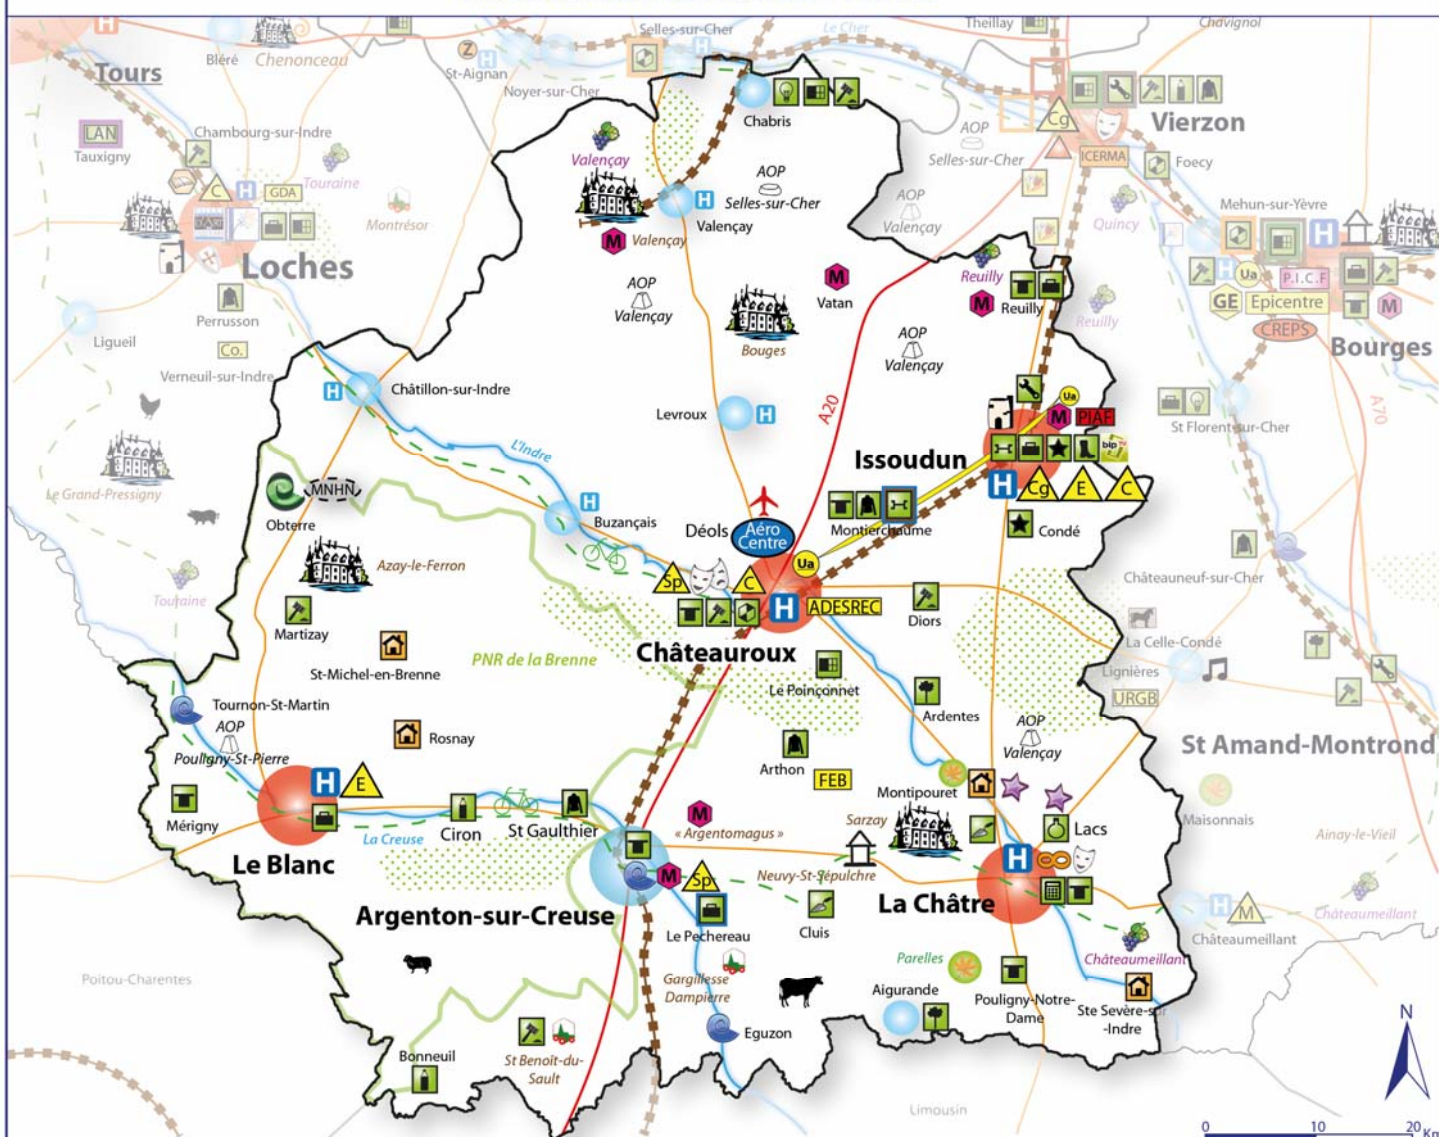 Tours
Bléré
Chenonceau
St-Aignan
Z
H
Noyer-sur-Cher
Selles-sur-Cher
Le Cher
Theillay
Chavignol
LAN
Tauxigny
Chambourg-sur-Indre
Touraine
C
H
GDA
Montrésor
Loches
Perrusson
Ligueil
Co.
Verneuil-sur-Indre
Le Grand-Pressigny
Touraine
Chabris
Valençay
AOP
Selles-sur-Cher
H
Valençay
M
Valençay
AOP
Valençay
M
Vatan
Bouges
AOP
Selles-sur-Cher
AOP
Valençay
Cg
Vierzon
ICERMA
Foecy
Quincy
Mehun-sur-Yèvre
H
Ua
P.I.C.F
GE
Epicentre
M
CREPS
Bourges
Reuilly
M
Reuilly
Reuilly
AOP
Valençay
A20
A70
St Florent-sur-Cher
H
Châtillon-sur-Indre
Levroux
H
L'Indre
Issoudun
Ua
M
PIAF
bip
H
Cg
E
C
Condé
MNHN
Obterre
H
Buzançais
Déols
Aéro
Centre
Montierchaume
Ua
Azay-le-Ferron
Sp
C
H
ADESREC
Diors
Martizay
St-Michel-en-Brenne
PNR de la Brenne
Châteauroux
Le Poinçonnet
Ardentes
Châteauneuf-sur-Cher
La Celle-Condé
Lignières
URGB
St Amand-Montrond
Tournon-St-Martin
AOP
Pouligny-St-Pierre
Rosnay
Arthon
FEB
AOP
Valençay
Montipouret
Mérigny
H
E
Le Blanc
La Creuse
Ciron
St Gaulthier
M
« Argentomagus »
Sarzay
Neuvy-St-Sépulchre
Lacs
Maisonnais
Ainay-le-Vieil
M
Sp
Argenton-sur-Creuse
Le Pechereau
Cluis
H
La Châtre
Châteaumeillant
H
M
Châteaumeillant
Châteaumeillant
Poitou-Charentes
Gargillesse
Dampierre
Parelles
Aigurande
Pouligny-Notre-
Dame
Ste Sevère-sur
-Indre
Eguzon
Bonneuil
St Benoît-du-
Sault
Limousin
N
0 10 20 Km